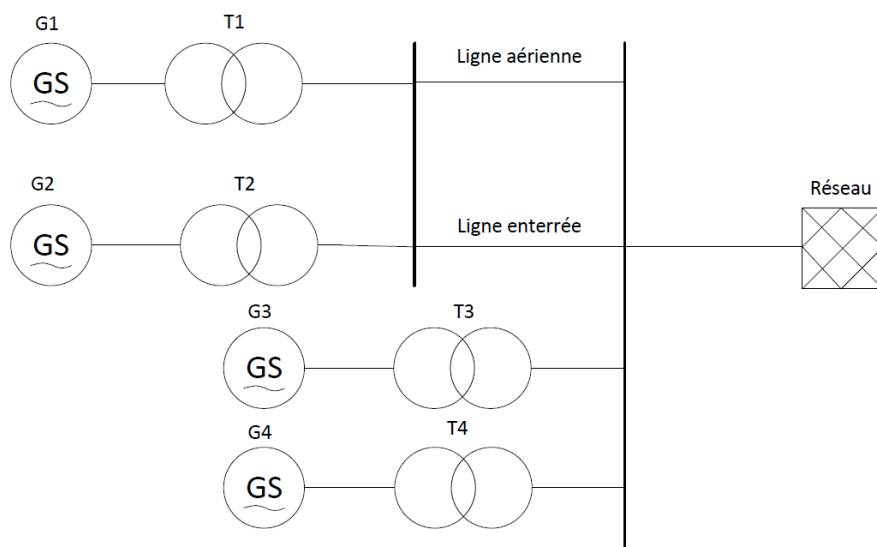 G1
T1
GS
Ligne aérienne
G2
T2
GS
Ligne enterrée
Réseau
G3
T3
GS
G4
T4
GS